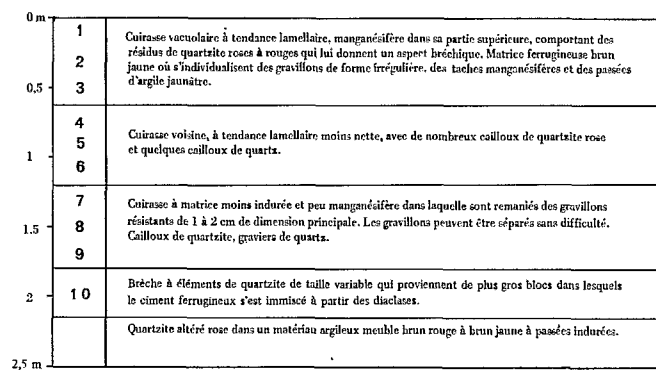 0 m
1
Cuirasse vacuolaire à tendance lamellaire, manganésifère dans sa partie supérieure, comportant des
résidus de quartzite roses à rouges qui lui donnent un aspect bréchique. Matrice ferrugineuse brun
2
jaune où s'individualisent des gravillons de forme irrégulière, des taches manganésifères et des passées
0,5
3
d'argile jaunâtre.
4
Cuirasse voisine, à tendance lamellaire moins nette, avec de nombreux cailloux de quartzite rose
5
et quelques cailloux de quartz.
1
6
7
Cuirasse à matrice moins indurée et peu manganésifère dans laquelle sont remaniés des gravillons
1.5
8
résistants de 1 à 2 cm de dimension principale. Les gravillons peuvent être séparés sans difficulté.
Cailloux de quartzite, graviers de quartz.
9
Brèche à éléments de quartzite de taille variable qui proviennent de plus gros blocs dans lesquels
2
10
le ciment ferrugineux s'est immiscé à partir des diaclases.
Quartzite altéré rose dans un matériau argileux meuble brun rouge à brun jaune à passées indurées.
2,5 m